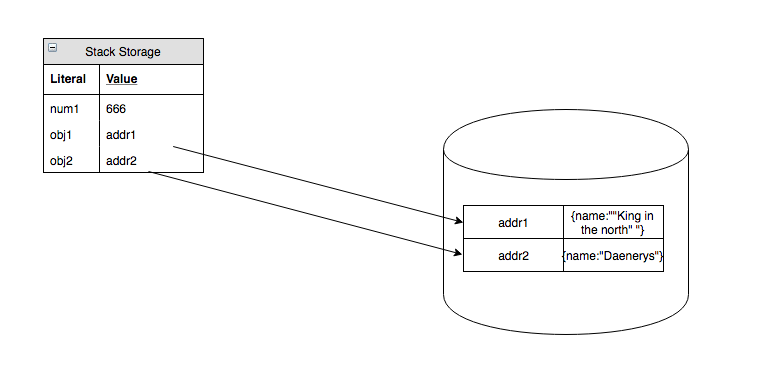 Stack Storage
Literal Value
num1 666
obj1 addr1
obj2 addr2
addr1 {name:""King in
the north" "}
addr2 {name:"Daenerys"}